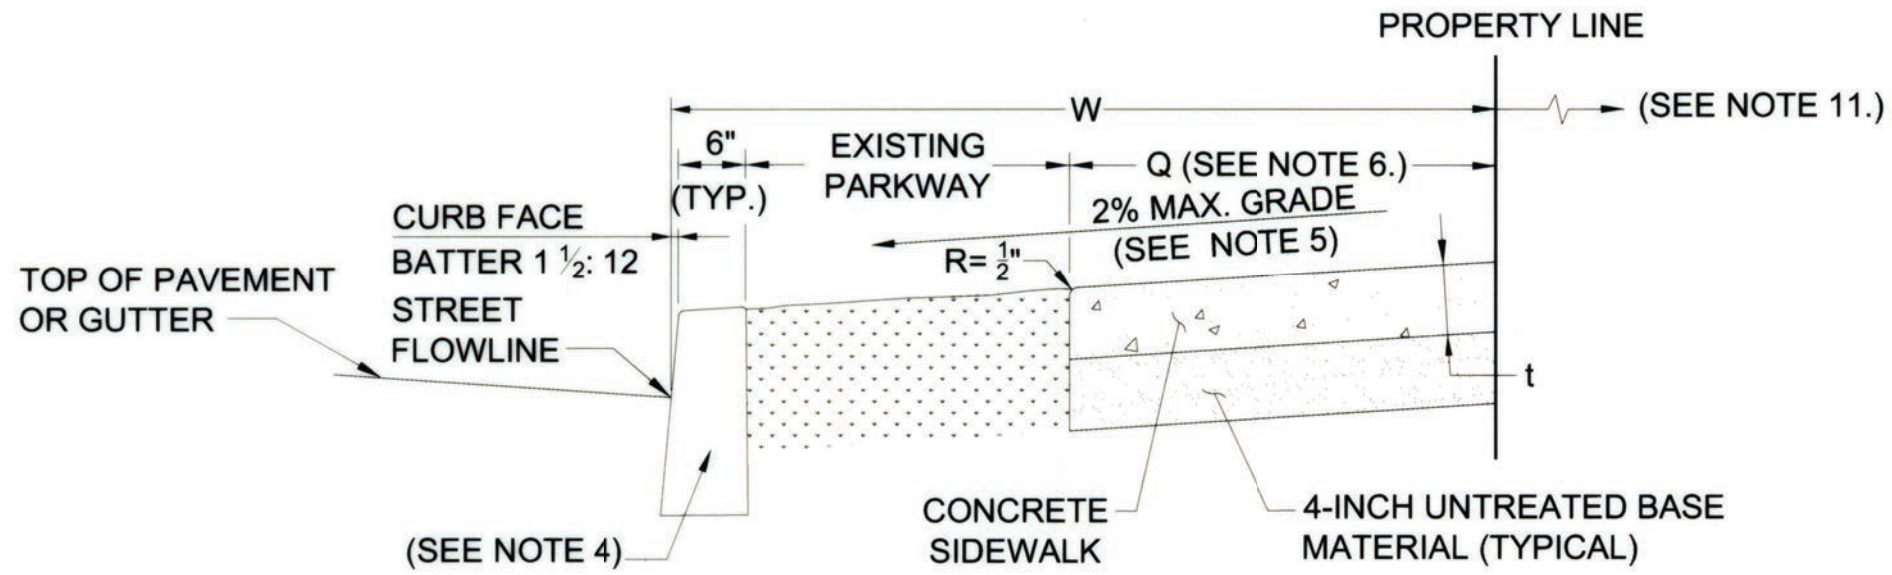 PROPERTY LINE
W
(SEE NOTE 11.)
6"
(TYP.)
EXISTING
PARKWAY
Q (SEE NOTE 6.)
2% MAX. GRADE
(SEE NOTE 5)
CURB FACE
BATTER 1 ½: 12
R= ½"
TOP OF PAVEMENT
OR GUTTER
STREET
FLOWLINE
t
(SEE NOTE 4)
CONCRETE
SIDEWALK
4-INCH UNTREATED BASE
MATERIAL (TYPICAL)